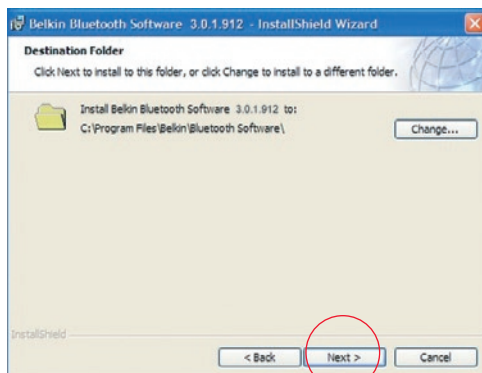 Belkin Bluetooth Software 3.0.1.912 - InstallShield Wizard
Destination Folder
Click Next to install to this folder, or click Change to install to a different folder.
Install Belkin Bluetooth Software 3.0.1.912 to:
C:\Program Files\Belkin\Bluetooth Software\
Change...
InstallShield
< Back
Next >
Cancel